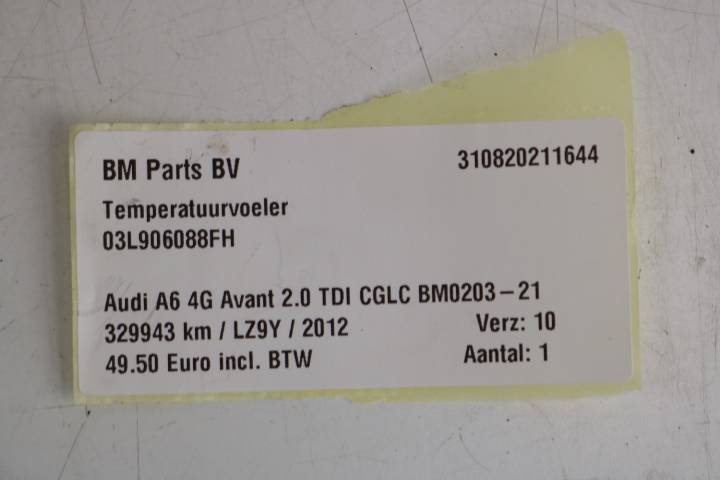 BM Parts BV 310820211644
Temperatuurvoeler
03L906088FH
Audi A6 4G Avant 2.0 TDI CGLC BM0203-21
329943 km / LZ9Y / 2012 Verz: 10
49.50 Euro incl. BTW Aantal: 1